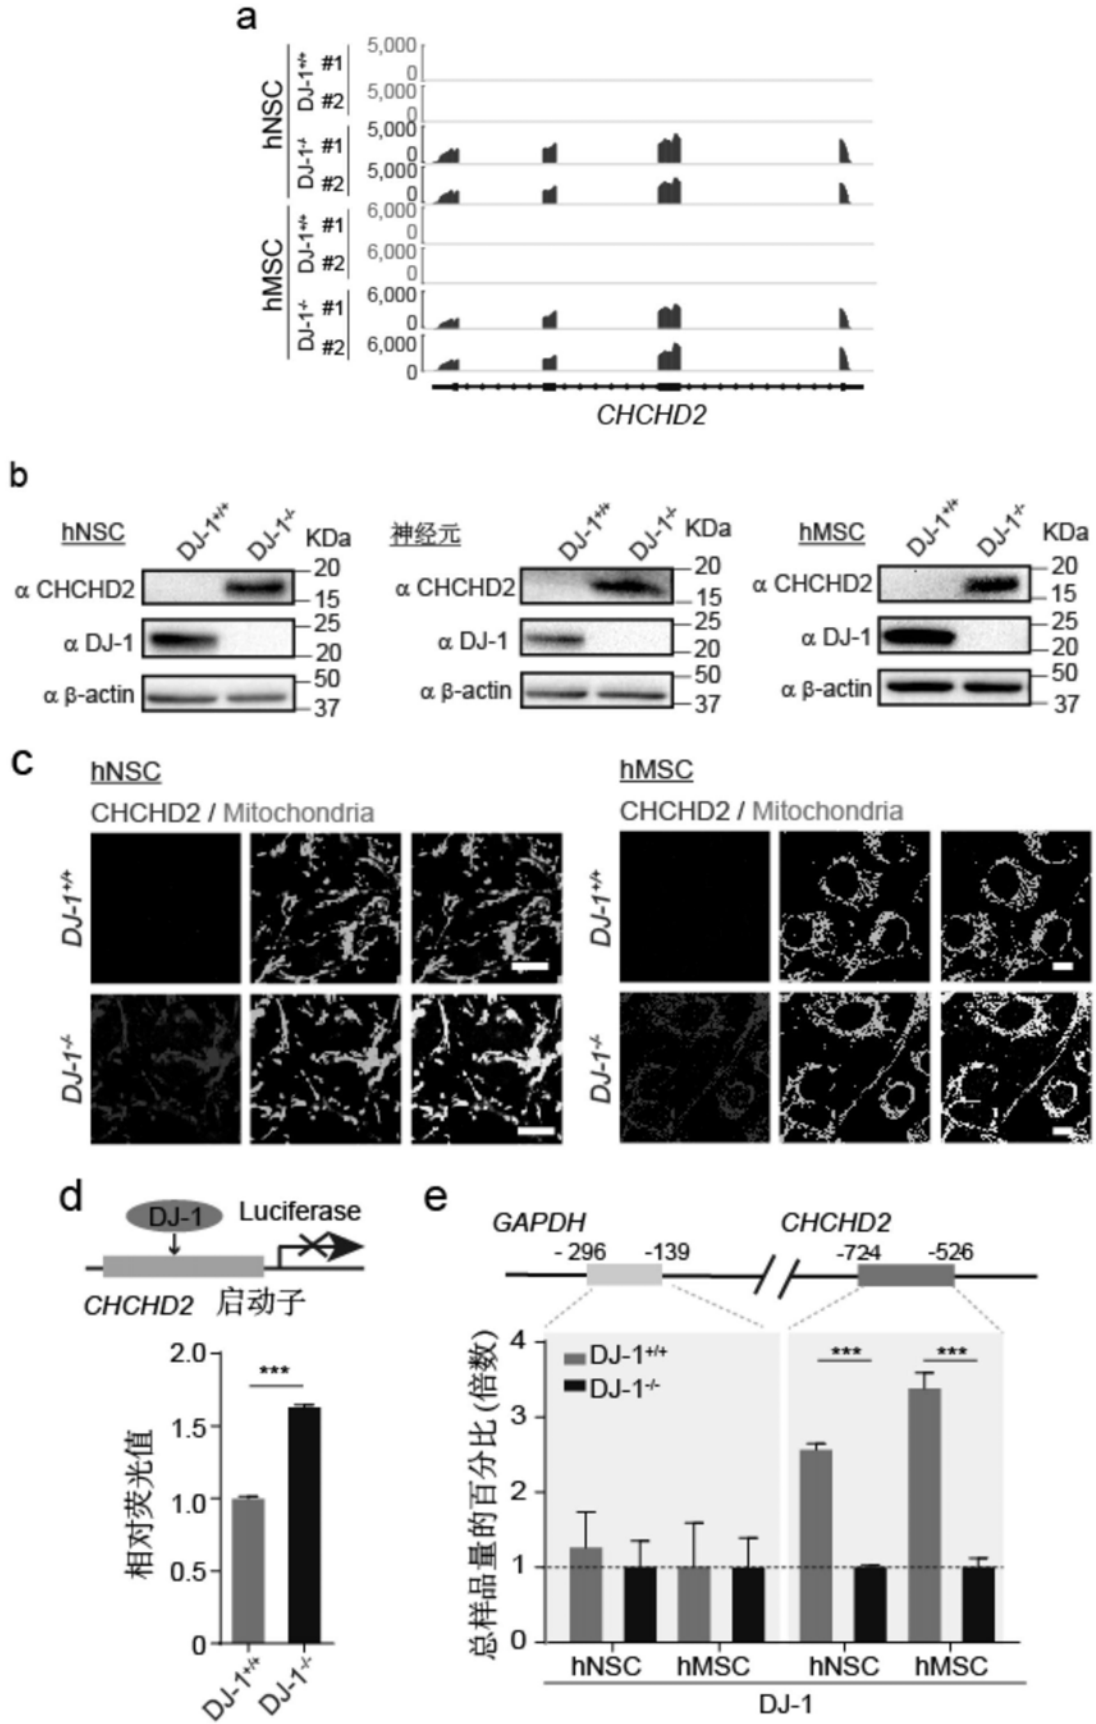 a
hNSC
DJ-1+/+
#1
5,000
0
#2
5,000
0
DJ-1-/-
#1
5,000
0
#2
5,000
0
hMSC
DJ-1+/+
#1
6,000
0
#2
6,000
0
DJ-1-/-
#1
6,000
0
#2
6,000
0
CHCHD2
b
hNSC
DJ-1+/+
DJ-1-/-
KDa
α CHCHD2
20
15
α DJ-1
25
20
α β-actin
50
37
神经元
DJ-1+/+
DJ-1-/-
KDa
α CHCHD2
20
15
α DJ-1
25
20
α β-actin
50
37
hMSC
DJ-1+/+
DJ-1-/-
KDa
α CHCHD2
20
15
α DJ-1
25
20
α β-actin
50
37
c
hNSC
CHCHD2 / Mitochondria
DJ-1+/+
DJ-1-/-
hMSC
CHCHD2 / Mitochondria
DJ-1+/+
DJ-1-/-
d
DJ-1
Luciferase
CHCHD2 启动子
相对荧光值
2.0
1.5
1.0
0.5
0
***
DJ-1+/+
DJ-1-/-
e
GAPDH
-296
-139
CHCHD2
-724
-526
总样品量的百分比 (倍数)
4
3
2
1
0
DJ-1+/+
DJ-1-/-
***
***
hNSC
hMSC
hNSC
hMSC
DJ-1